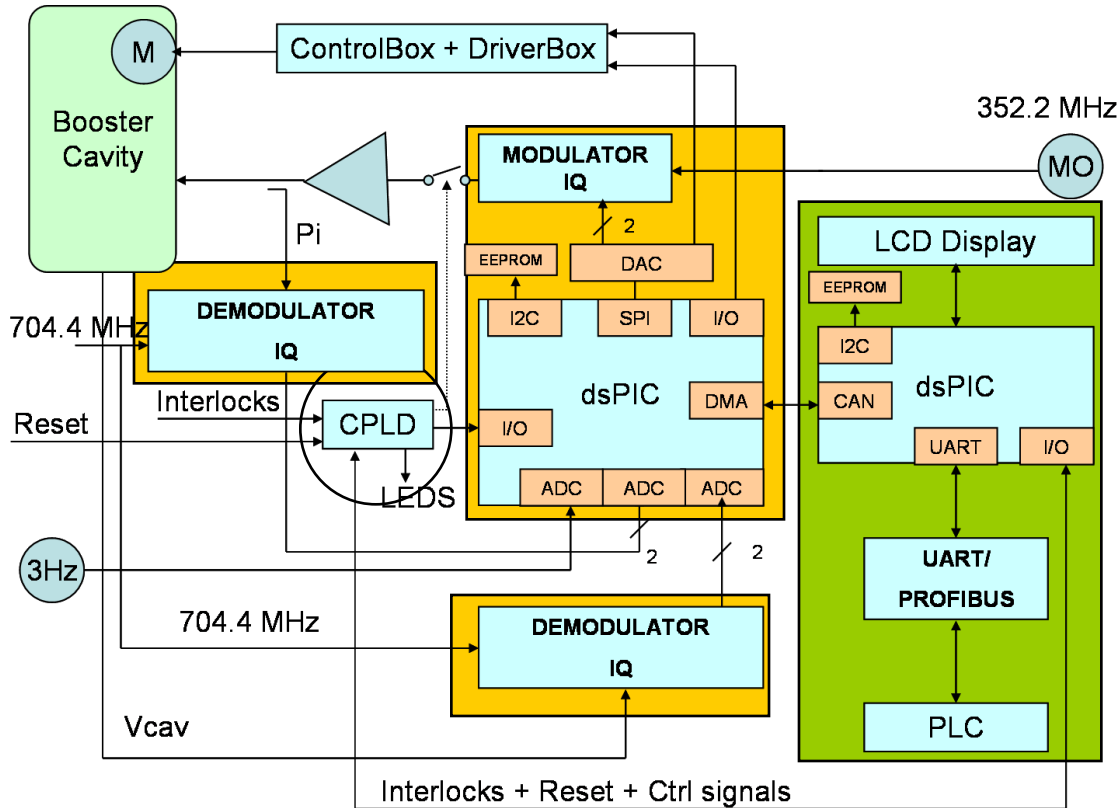 M
ControlBox + DriverBox
Booster
Cavity
352.2 MHz
MO
MODULATOR
IQ
Pi
2
LCD Display
EEPROM
DAC
EEPROM
I2C
SPI
I/O
704.4 MHz
DEMODULATOR
IQ
I2C
dsPIC
dsPIC
Interlocks
DMA
CAN
Reset
CPLD
I/O
UART
I/O
LEDS
ADC
ADC
ADC
2
2
3Hz
UART/
PROFIBUS
704.4 MHz
DEMODULATOR
IQ
Vcav
PLC
Interlocks + Reset + Ctrl signals